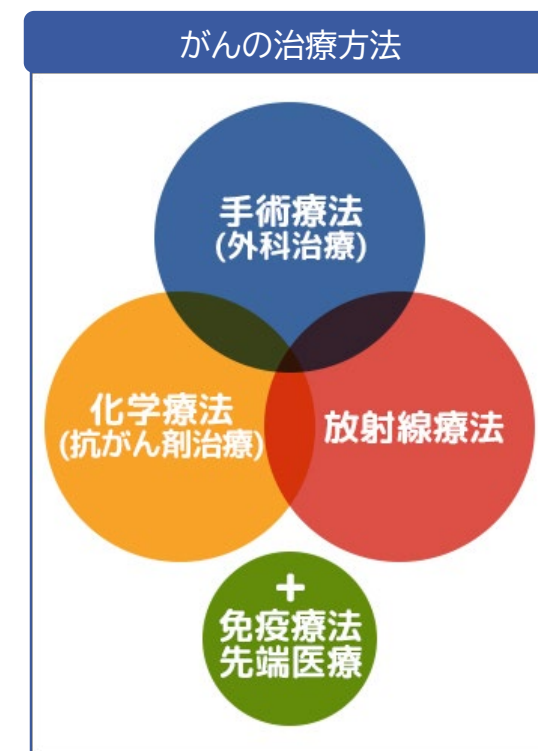 がんの治療方法
手術療法
(外科治療)
化学療法
(抗がん剤治療)
放射線療法
+
免疫療法
先端医療